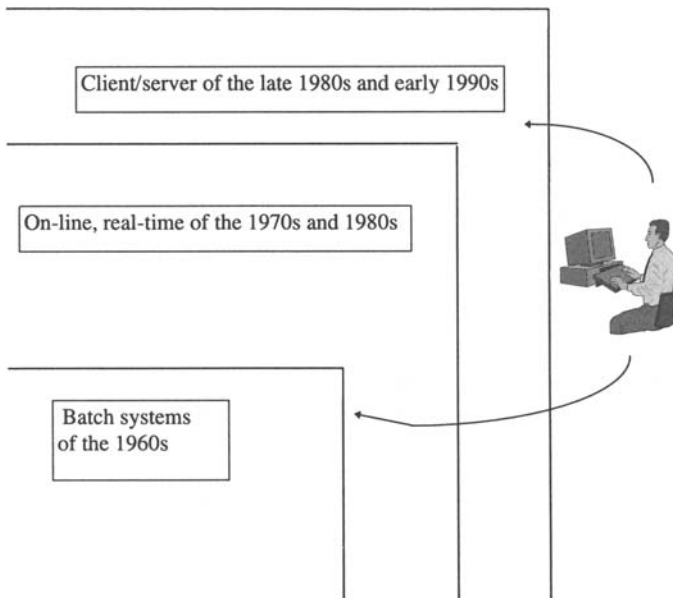 Client/server of the late 1980s and early 1990s
On-line, real-time of the 1970s and 1980s
Batch systems
of the 1960s